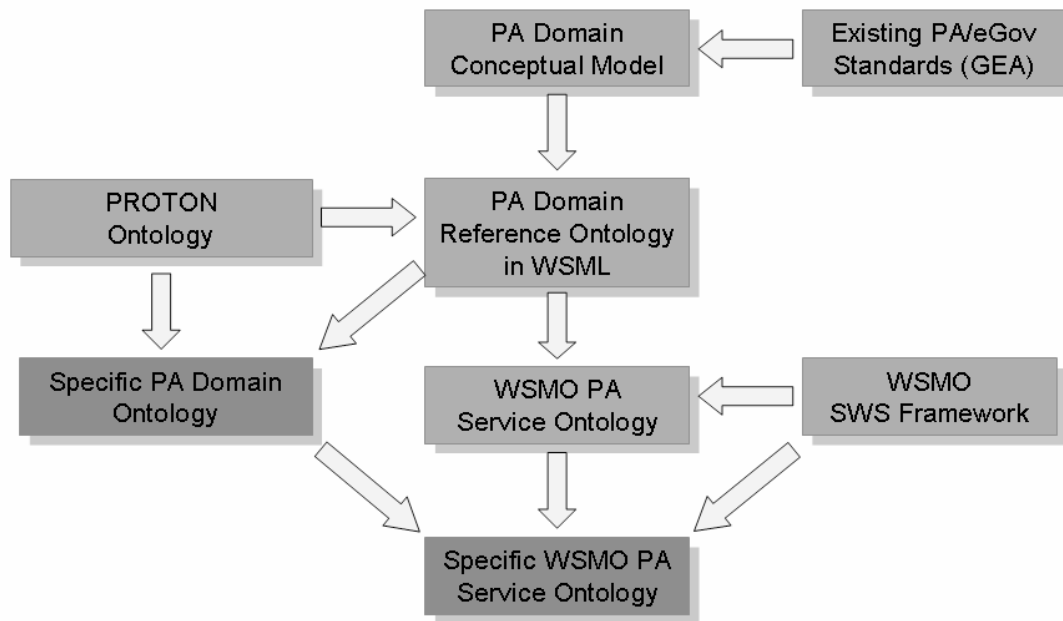 PA Domain
Conceptual Model
Existing PA/eGov
Standards (GEA)
PROTON
Ontology
PA Domain
Reference Ontology
in WSML
Specific PA Domain
Ontology
WSMO PA
Service Ontology
WSMO
SWS Framework
Specific WSMO PA
Service Ontology